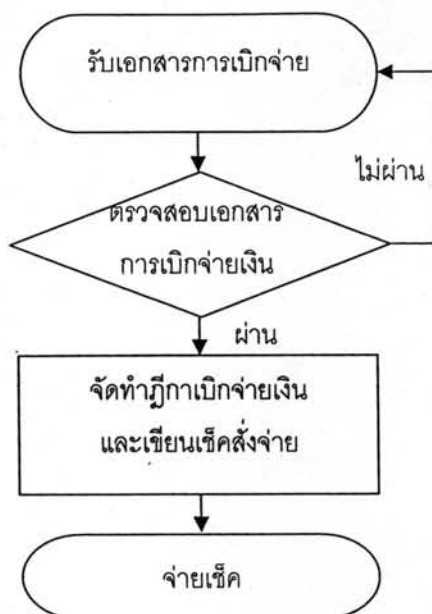 รับเอกสารการเบิกจ่าย
ไม่ผ่าน
ตรวจสอบเอกสาร
การเบิกจ่ายเงิน
ผ่าน
จัดทำฎีกาเบิกจ่ายเงิน
และเขียนเช็คสั่งจ่าย
จ่ายเช็ค